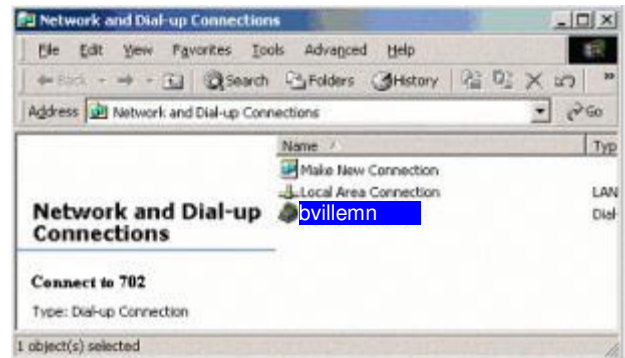 Network and Dial-up Connections
File Edit View Favorites Tools Advanced Help
Back Search Folders History
Address Network and Dial-up Connections Go
Name Typ
Make New Connection
Local Area Connection LAN
bvillemn Dial-
Network and Dial-up
Connections
Connect to 702
Type: Dial-up Connection
1 object(s) selected